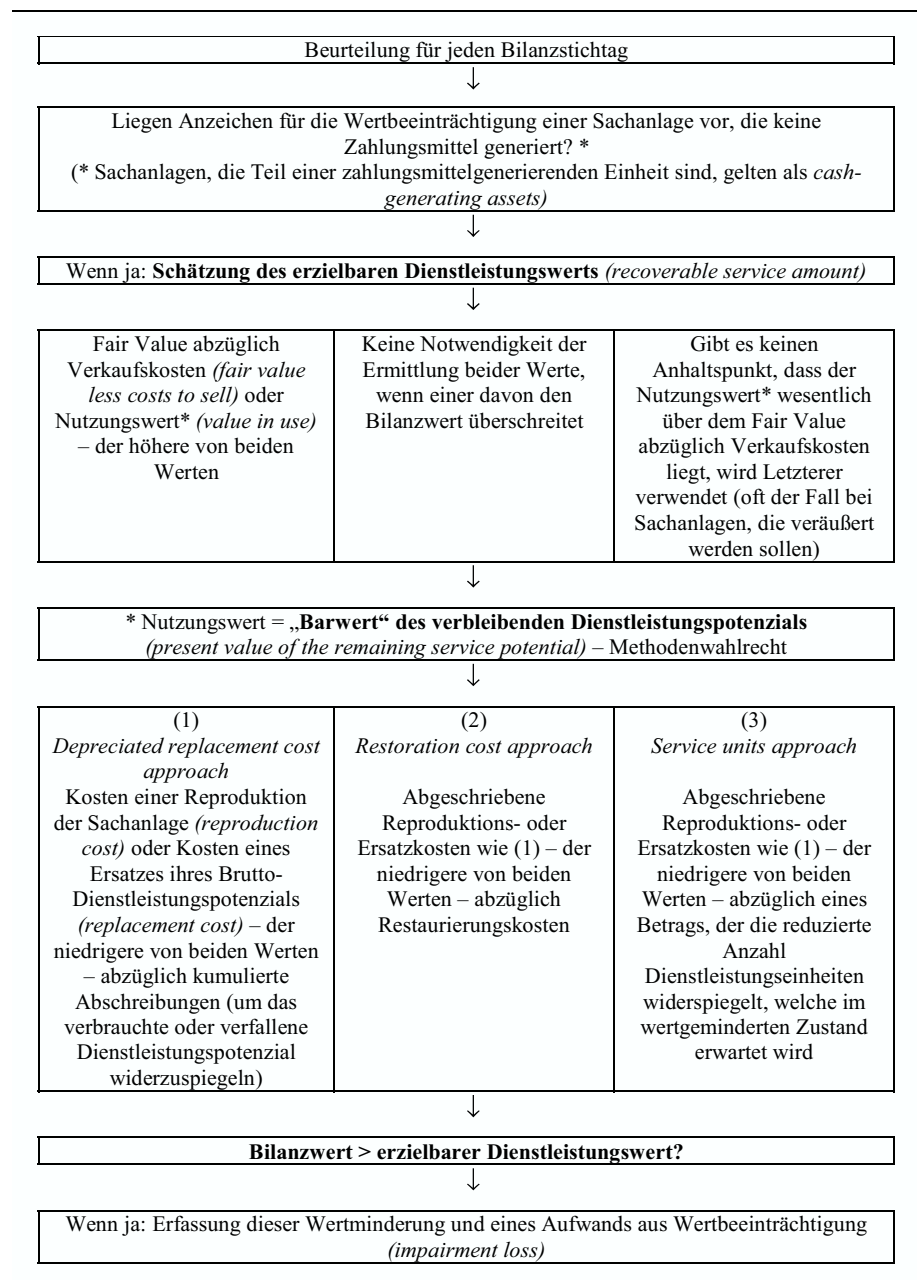 Beurteilung für jeden Bilanzstichtag
↓
Liegen Anzeichen für die Wertbeeinträchtigung einer Sachanlage vor, die keine
Zahlungsmittel generiert? *
(* Sachanlagen, die Teil einer zahlungsmittelgenerierenden Einheit sind, gelten als cash-
generating assets)
↓
Wenn ja: Schätzung des erzielbaren Dienstleistungswerts (recoverable service amount)
↓
Fair Value abzüglich
Verkaufskosten (fair value
less costs to sell) oder
Nutzungswert* (value in use)
– der höhere von beiden
Werten
Keine Notwendigkeit der
Ermittlung beider Werte,
wenn einer davon den
Bilanzwert überschreitet
Gibt es keinen
Anhaltspunkt, dass der
Nutzungswert* wesentlich
über dem Fair Value
abzüglich Verkaufskosten
liegt, wird Letzterer
verwendet (oft der Fall bei
Sachanlagen, die veräußert
werden sollen)
↓
* Nutzungswert = „Barwert“ des verbleibenden Dienstleistungspotenzials
(present value of the remaining service potential) – Methodenwahlrecht
↓
(1)
Depreciated replacement cost
approach
Kosten einer Reproduktion
der Sachanlage (reproduction
cost) oder Kosten eines
Ersatzes ihres Brutto-
Dienstleistungspotenzials
(replacement cost) – der
niedrigere von beiden Werten
– abzüglich kumulierte
Abschreibungen (um das
verbrauchte oder verfallene
Dienstleistungspotenzial
widerzuspiegeln)
(2)
Restoration cost approach
Abgeschriebene
Reproduktions- oder
Ersatzkosten wie (1) – der
niedrigere von beiden
Werten – abzüglich
Restaurierungskosten
(3)
Service units approach
Abgeschriebene
Reproduktions- oder
Ersatzkosten wie (1) – der
niedrigere von beiden
Werten – abzüglich eines
Betrags, der die reduzierte
Anzahl
Dienstleistungseinheiten
widerspiegelt, welche im
wertgeminderten Zustand
erwartet wird
↓
Bilanzwert > erzielbarer Dienstleistungswert?
↓
Wenn ja: Erfassung dieser Wertminderung und eines Aufwands aus Wertbeeinträchtigung
(impairment loss)